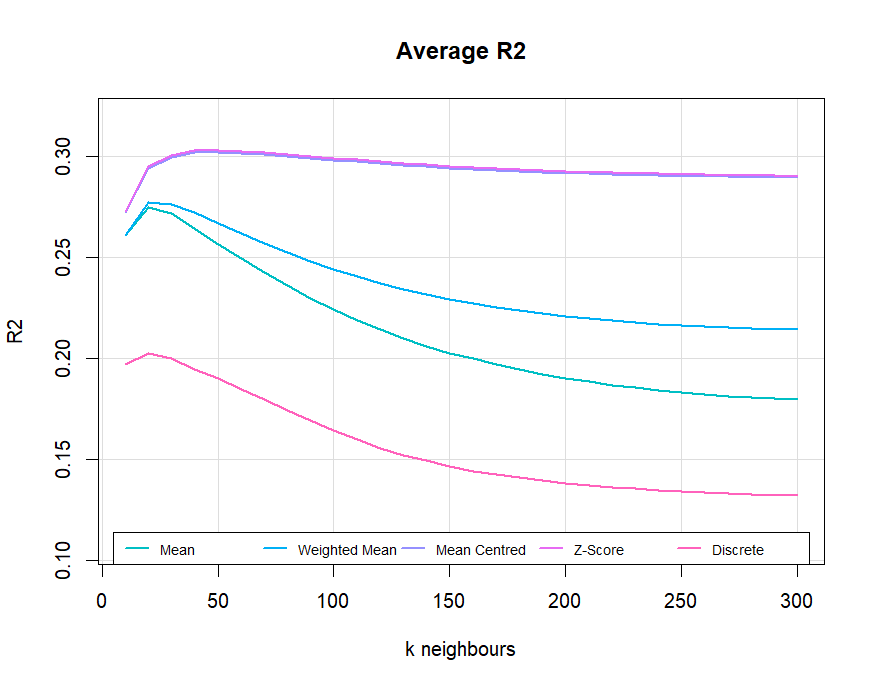 Average R2
R2
0.30
0.25
0.20
0.15
0.10
Mean Weighted Mean Mean Centred Z-Score Discrete
0 50 100 150 200 250 300
k neighbours